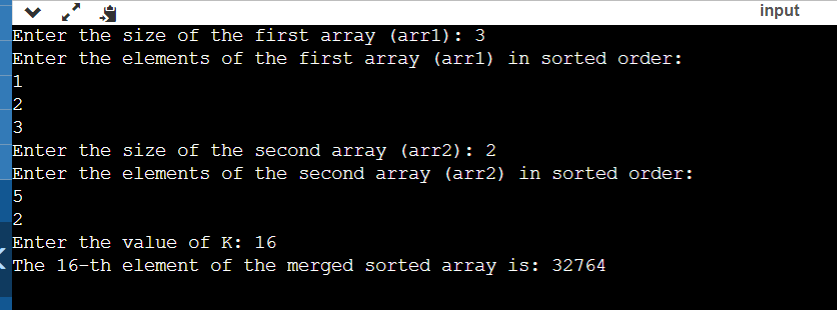 input
Enter the size of the first array (arr1): 3
Enter the elements of the first array (arr1) in sorted order:
1
2
3
Enter the size of the second array (arr2): 2
Enter the elements of the second array (arr2) in sorted order:
5
2
Enter the value of K: 16
The 16-th element of the merged sorted array is: 32764